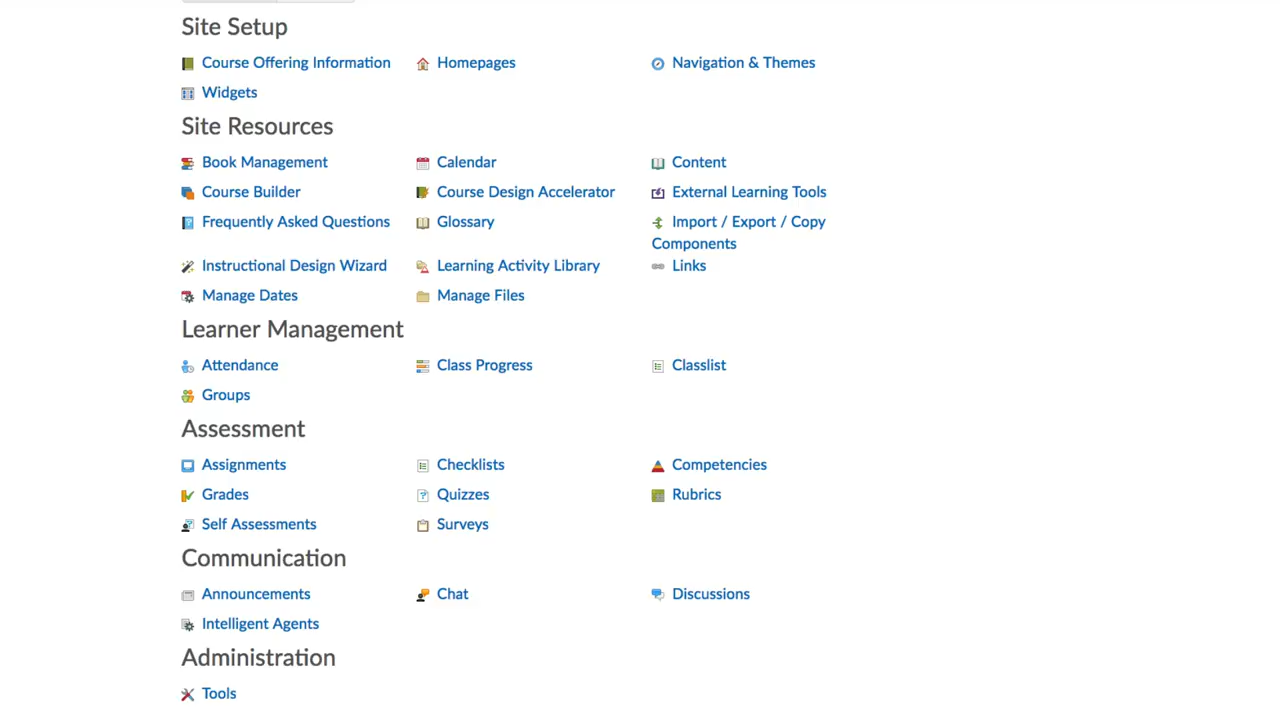 Site Setup
Course Offering Information Homepages Navigation & Themes
Widgets
Site Resources
Book Management Calendar Content
Course Builder Course Design Accelerator External Learning Tools
Frequently Asked Questions Glossary Import / Export / Copy
Components
Instructional Design Wizard Learning Activity Library Links
Manage Dates Manage Files
Learner Management
Attendance Class Progress Classlist
Groups
Assessment
Assignments Checklists Competencies
Grades Quizzes Rubrics
Self Assessments Surveys
Communication
Announcements Chat Discussions
Intelligent Agents
Administration
Tools